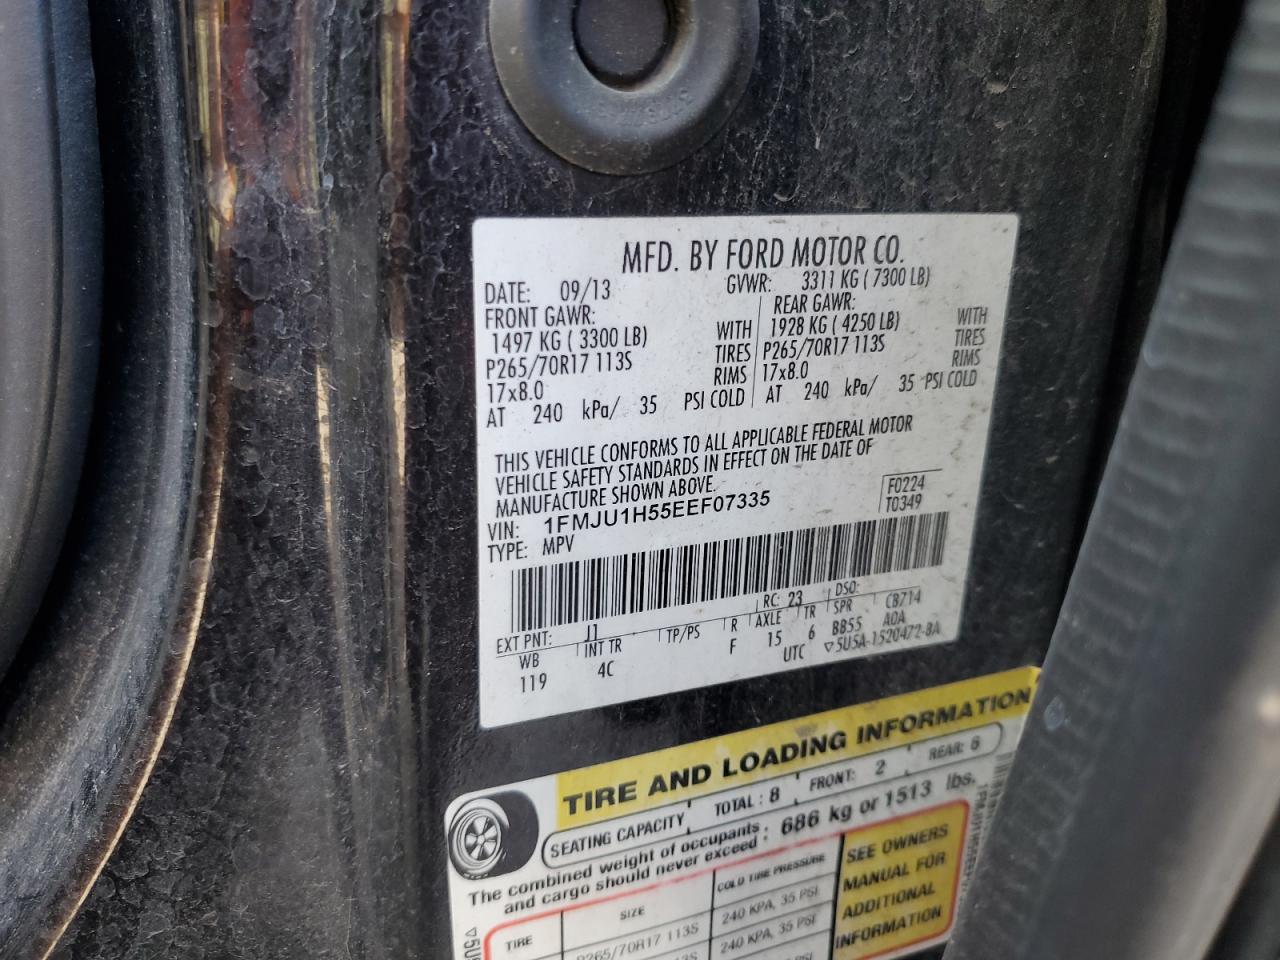 MFD. BY FORD MOTOR CO.
DATE: 09/13 GVWR: 3311 KG ( 7300 LB)
FRONT GAWR: REAR GAWR:
1497 KG ( 3300 LB) WITH 1928 KG ( 4250 LB) WITH
P265/70R17 113S TIRES P265/70R17 113S TIRES
17x8.0 RIMS 17x8.0 RIMS
AT 240 kPa/ 35 PSI COLD AT 240 kPa/ 35 PSI COLD
THIS VEHICLE CONFORMS TO ALL APPLICABLE FEDERAL MOTOR
VEHICLE SAFETY STANDARDS IN EFFECT ON THE DATE OF
MANUFACTURE SHOWN ABOVE.
VIN: 1FMJU1H55EEF07335 F0224
TYPE: MPV T0349
EXT PNT: J1 RC: 23 DSO: CB714
WB INT TR TP/PS R AXLE TR SPR A0A
119 4C F 15 6 BB55
UTC ▽5U5A-1520472-BA
TIRE AND LOADING INFORMATION
SEATING CAPACITY TOTAL : 8 FRONT: 2 REAR: 6
The combined weight of occupants
and cargo should never exceed : 686 kg or 1513 lbs.
TIRE SIZE COLD TIRE PRESSURE
P265/70R17 113S 240 KPA, 35 PSI
240 KPA, 35 PSI
SEE OWNERS
MANUAL FOR
ADDITIONAL
INFORMATION